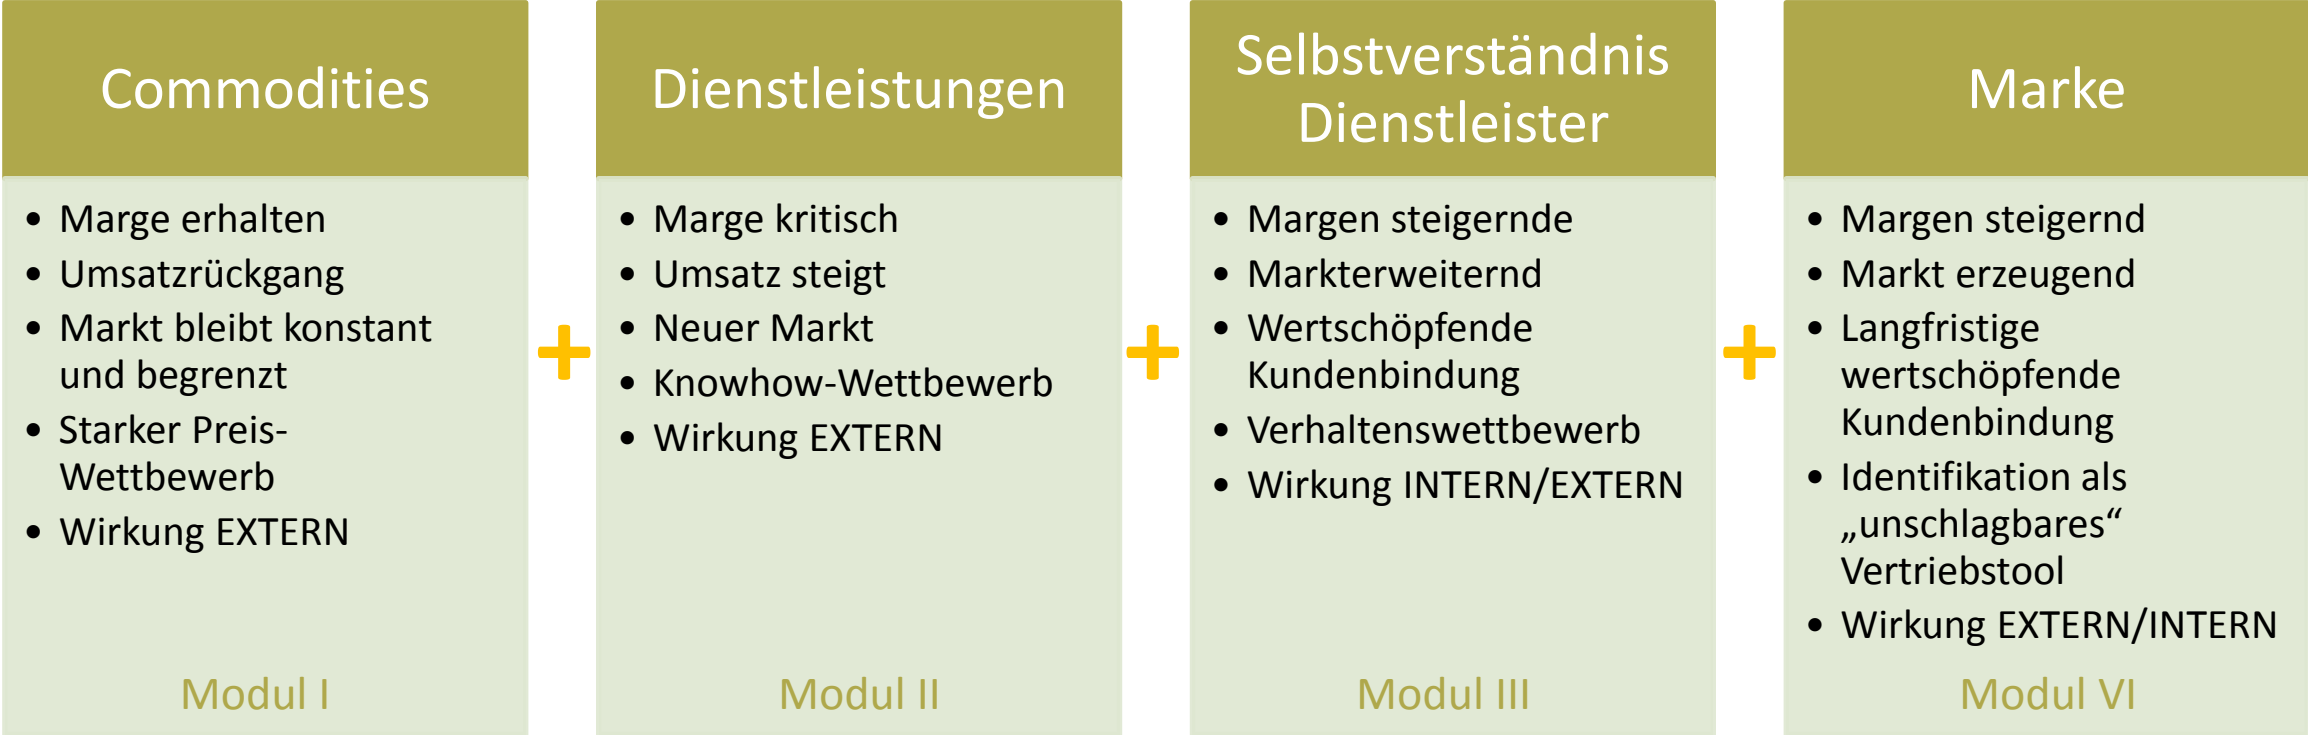 Commodities
• Marge erhalten
• Umsatzrückgang
• Markt bleibt konstant
und begrenzt
• Starker Preis-
Wettbewerb
• Wirkung EXTERN
Modul I
+
Dienstleistungen
• Marge kritisch
• Umsatz steigt
• Neuer Markt
• Knowhow-Wettbewerb
• Wirkung EXTERN
Modul II
+
Selbstverständnis
Dienstleister
• Margen steigernde
• Markterweiternd
• Wertschöpfende
Kundenbindung
• Verhaltenswettbewerb
• Wirkung INTERN/EXTERN
Modul III
+
Marke
• Margen steigernd
• Markt erzeugend
• Langfristige
wertschöpfende
Kundenbindung
• Identifikation als
„unschlagbares“
Vertriebstool
• Wirkung EXTERN/INTERN
Modul VI